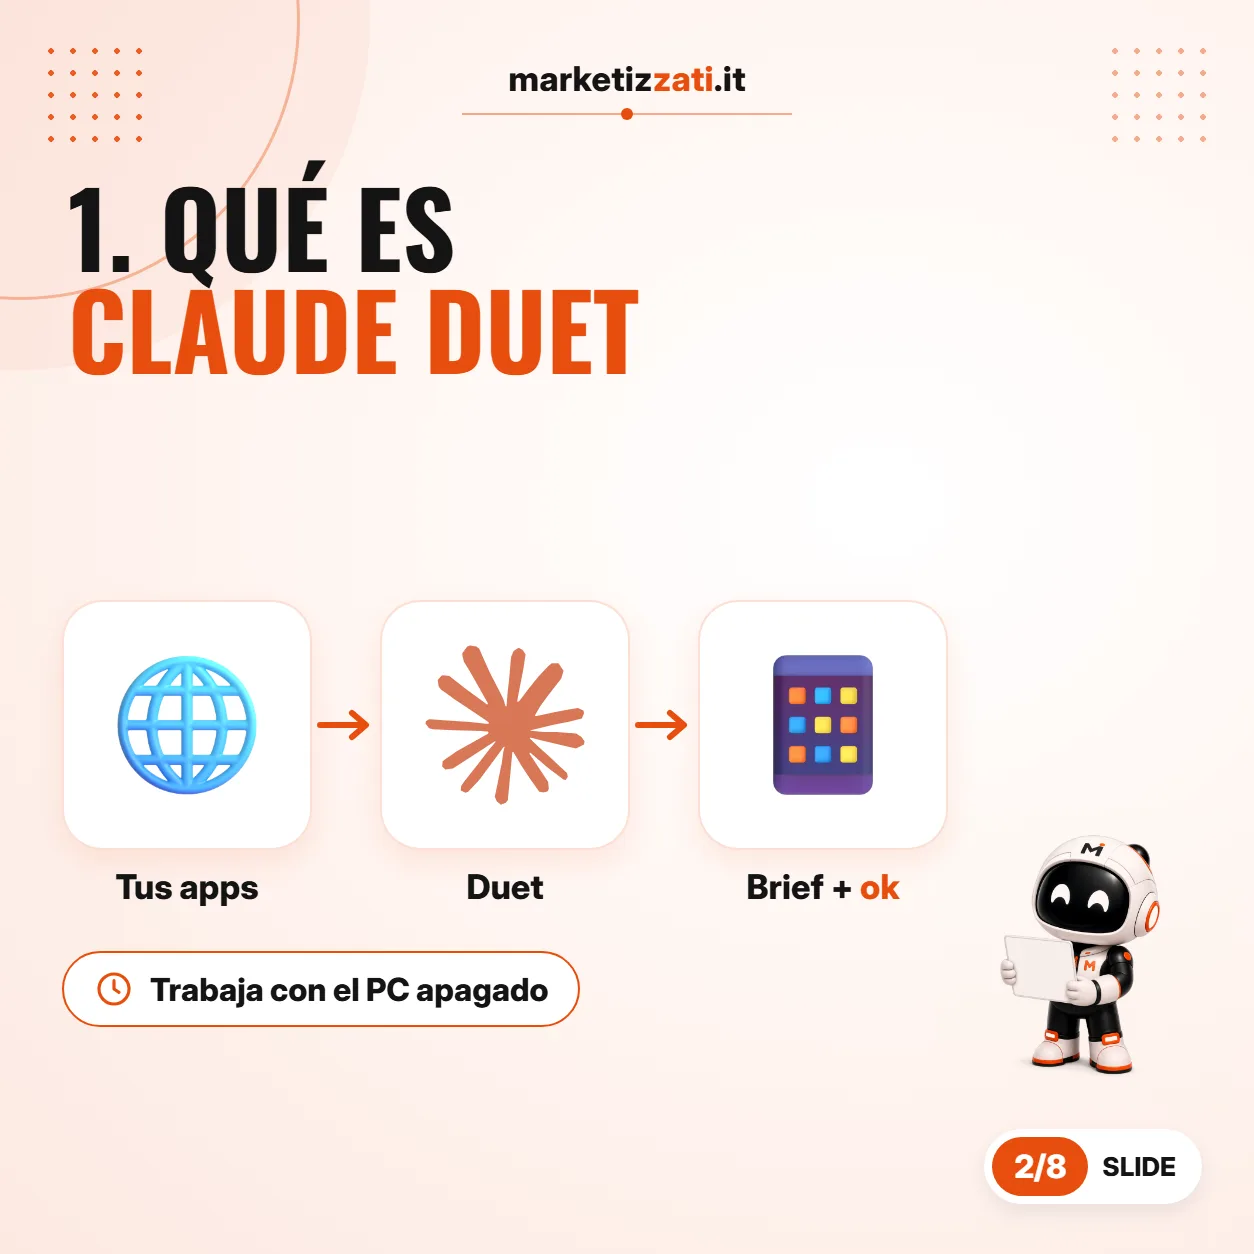 marketizzati.it
1. QUÉ ES
CLAUDE DUET
Tus apps
Duet
Brief + ok
Trabaja con el PC apagado
M
M
2/8 SLIDE